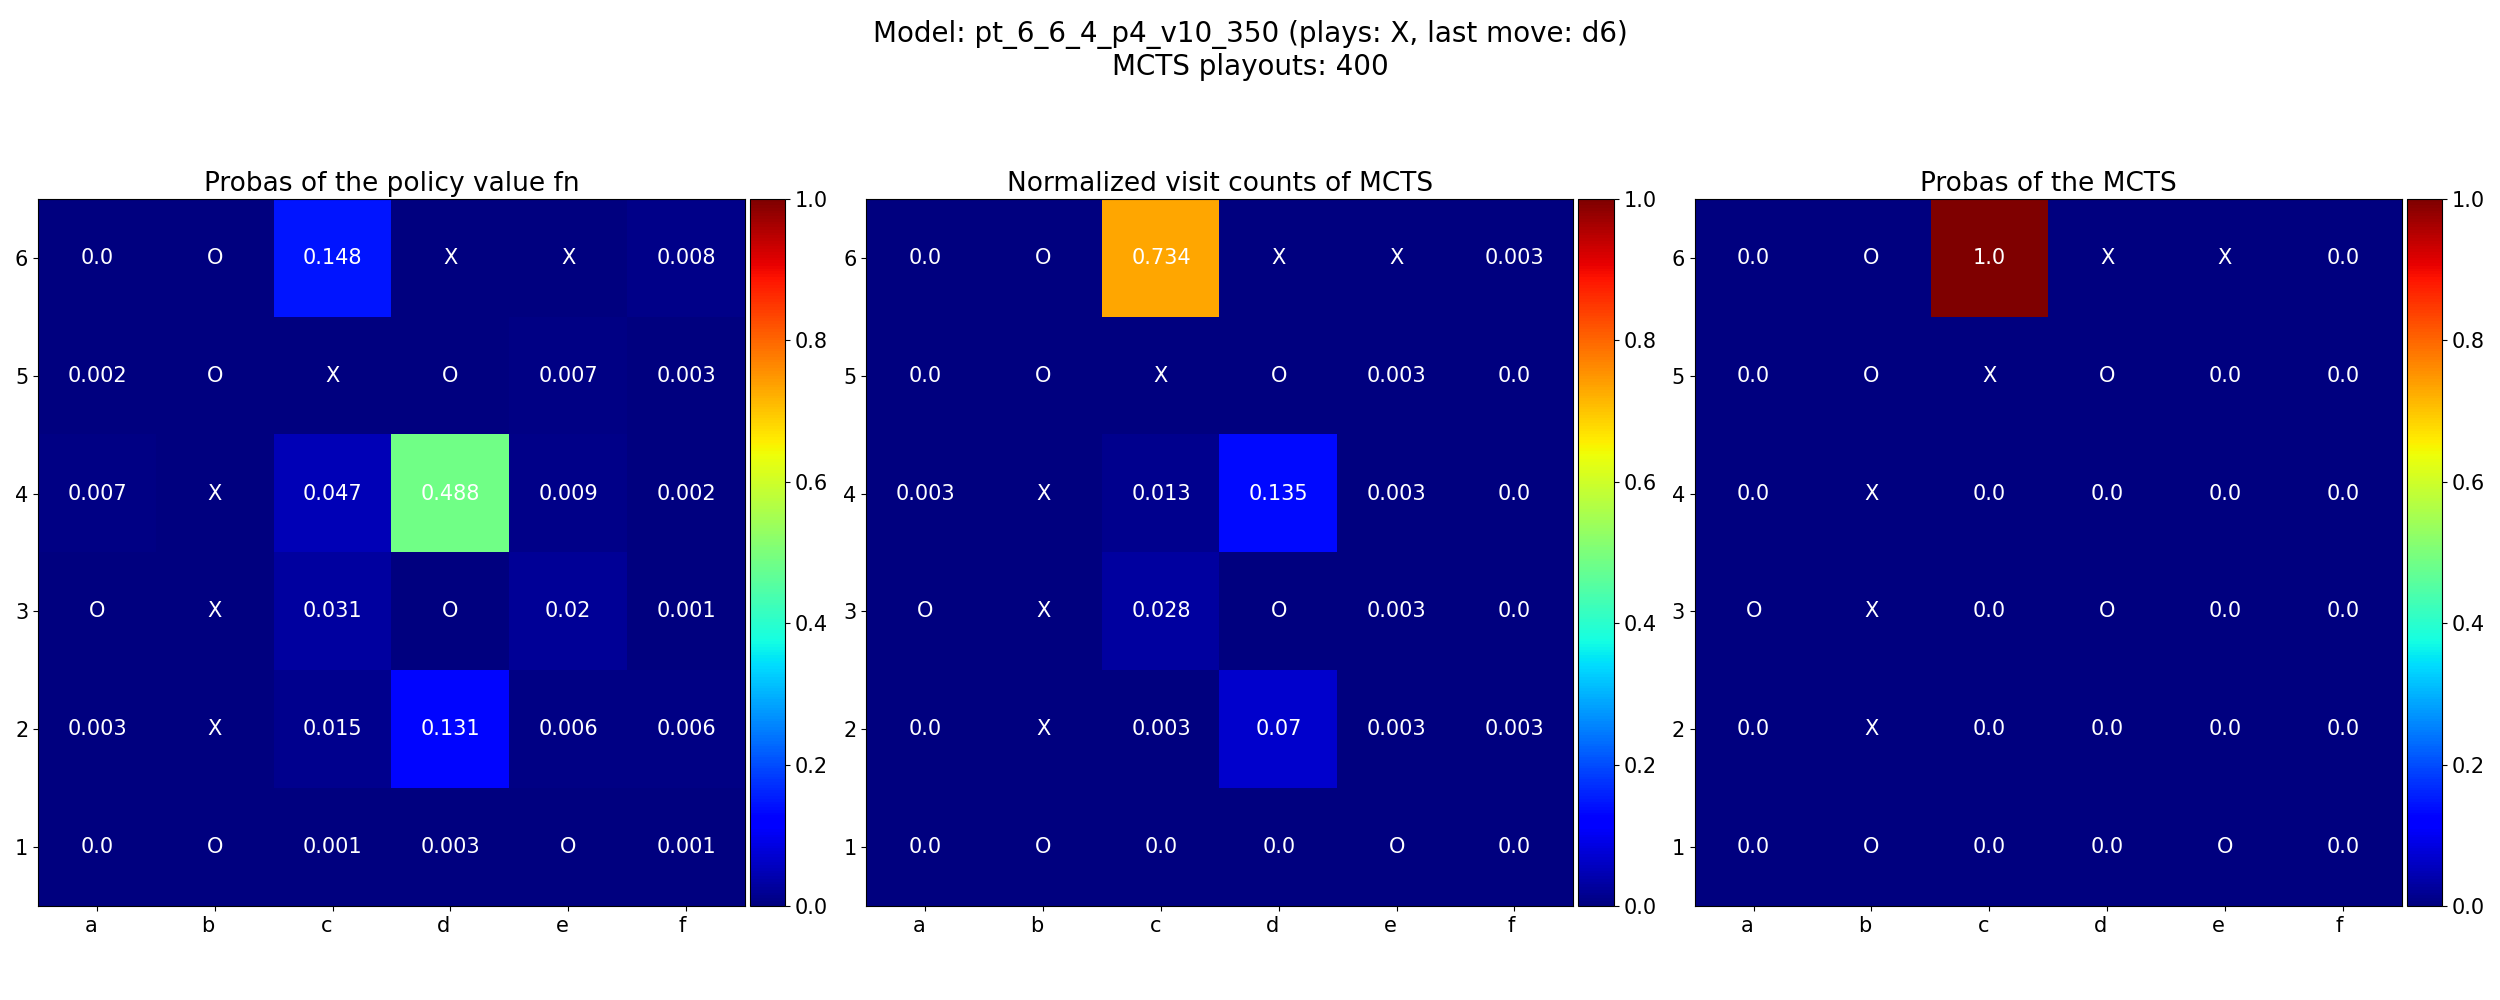 Model: pt_6_6_4_p4_v10_350 (plays: X, last move: d6)
MCTS playouts: 400
Probas of the policy value fn
6 0.0 O 0.148 X X 0.008
5 0.002 O X O 0.007 0.003
4 0.007 X 0.047 0.488 0.009 0.002
3 O X 0.031 O 0.02 0.001
2 0.003 X 0.015 0.131 0.006 0.006
1 0.0 O 0.001 0.003 O 0.001
a b c d e f
1.0
0.8
0.6
0.4
0.2
0.0
Normalized visit counts of MCTS
6 0.0 O 0.734 X X 0.003
5 0.0 O X O 0.003 0.0
4 0.003 X 0.013 0.135 0.003 0.0
3 O X 0.028 O 0.003 0.0
2 0.0 X 0.003 0.07 0.003 0.003
1 0.0 O 0.0 0.0 O 0.0
a b c d e f
1.0
0.8
0.6
0.4
0.2
0.0
Probas of the MCTS
6 0.0 O 1.0 X X 0.0
5 0.0 O X O 0.0 0.0
4 0.0 X 0.0 0.0 0.0 0.0
3 O X 0.0 O 0.0 0.0
2 0.0 X 0.0 0.0 0.0 0.0
1 0.0 O 0.0 0.0 O 0.0
a b c d e f
1.0
0.8
0.6
0.4
0.2
0.0